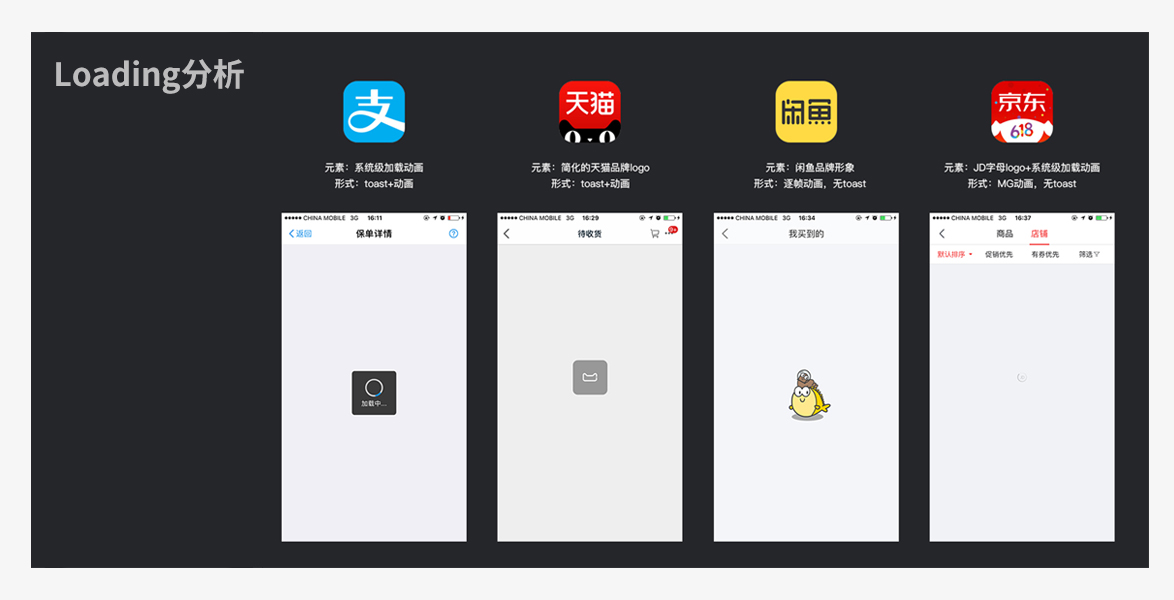 Loading分析
支
天猫
闲鱼
京东
618
元素：系统级加载动画
形式：toast+动画
元素：简化的天猫品牌logo
形式：toast+动画
元素：闲鱼品牌形象
形式：逐帧动画，无toast
元素：JD字母logo+系统级加载动画
形式：MG动画，无toast
CHINA MOBILE 3G 16:11
返回 保单详情
加载中...
CHINA MOBILE 3G 16:29
待收货
9+
CHINA MOBILE 3G 16:34
我买到的
CHINA MOBILE 3G 16:37
商品 店铺
默认排序 促销优先 有券优先 筛选